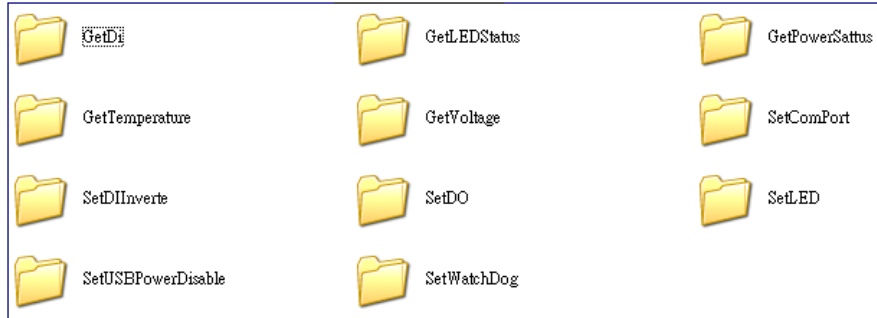 GetDi
GetLEDStatus
GetPowerSattus
GetTemperature
GetVoltage
SetComPort
SetDIInverte
SetDO
SetLED
SetUSBPowerDisable
SetWatchDog